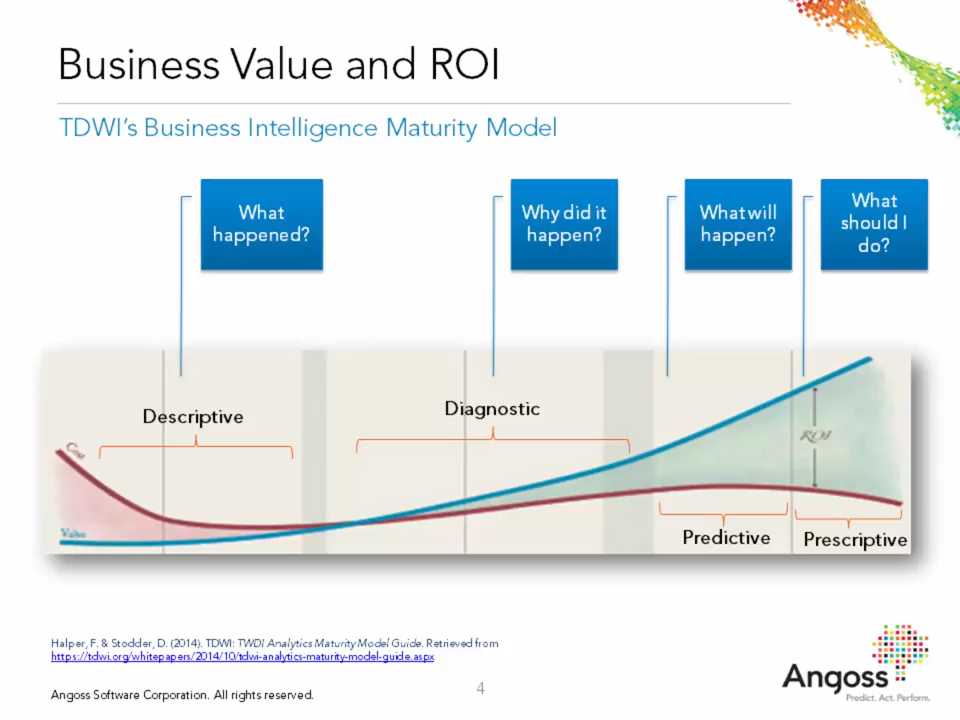 Business Value and ROI
TDWI's Business Intelligence Maturity Model
What
happened?
Why did it
happen?
What will
happen?
What
should I
do?
Descriptive
Diagnostic
Cost
ROI
Value
Predictive
Prescriptive
Halper, F. & Stodder, D. (2014). TDWI: TWDI Analytics Maturity Model Guide. Retrieved from
https://tdwi.org/whitepapers/2014/10/tdwi-analytics-maturity-model-guide.aspx
Angoss Software Corporation. All rights reserved.
4
Angoss
Predict. Act. Perform.